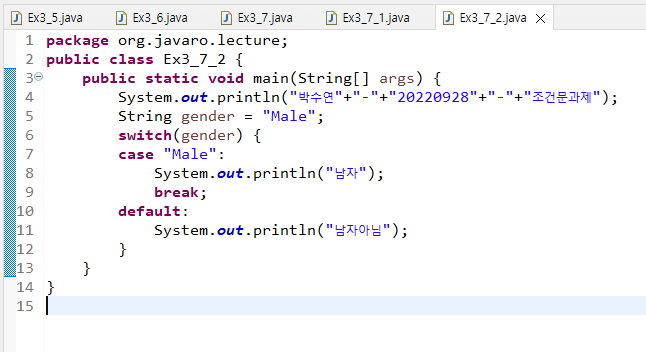 Ex3_5.java Ex3_6.java Ex3_7.java Ex3_7_1.java Ex3_7_2.java
1 package org.javaro.lecture;
2 public class Ex3_7_2 {
3 public static void main(String[] args) {
4 System.out.println("박수연"+"-"+"20220928"+"-"+"조건문과제");
5 String gender = "Male";
6 switch(gender) {
7 case "Male":
8 System.out.println("남자");
9 break;
10 default:
11 System.out.println("남자아님");
12 }
13 }
14 }
15